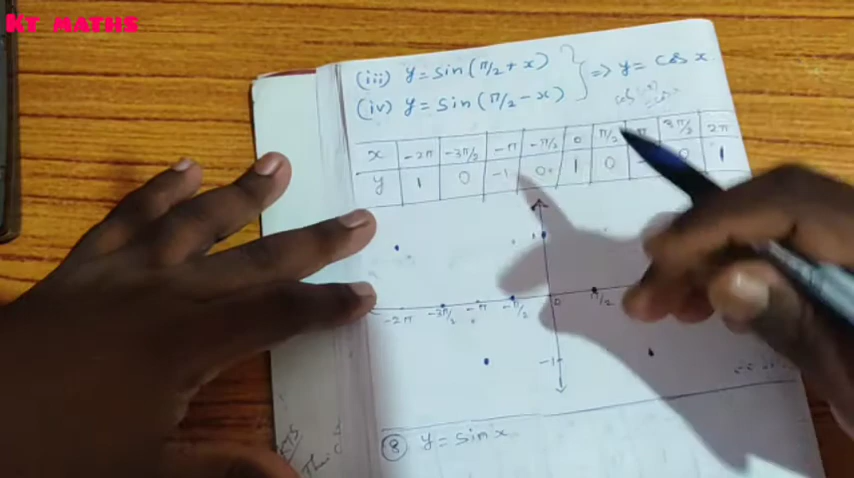 KT MATHS
(iii) y = sin(π/2 + x)
(iv) y = sin(π/2 - x)
} => y = cos x
x -2π -3π/2 -π -π/2 0 π/2 π 3π/2 2π
y 1 0 -1 0 1 0 0 1
1
-2π -3π/2 -π -π/2 0 π/2
-1
8 y = sin x